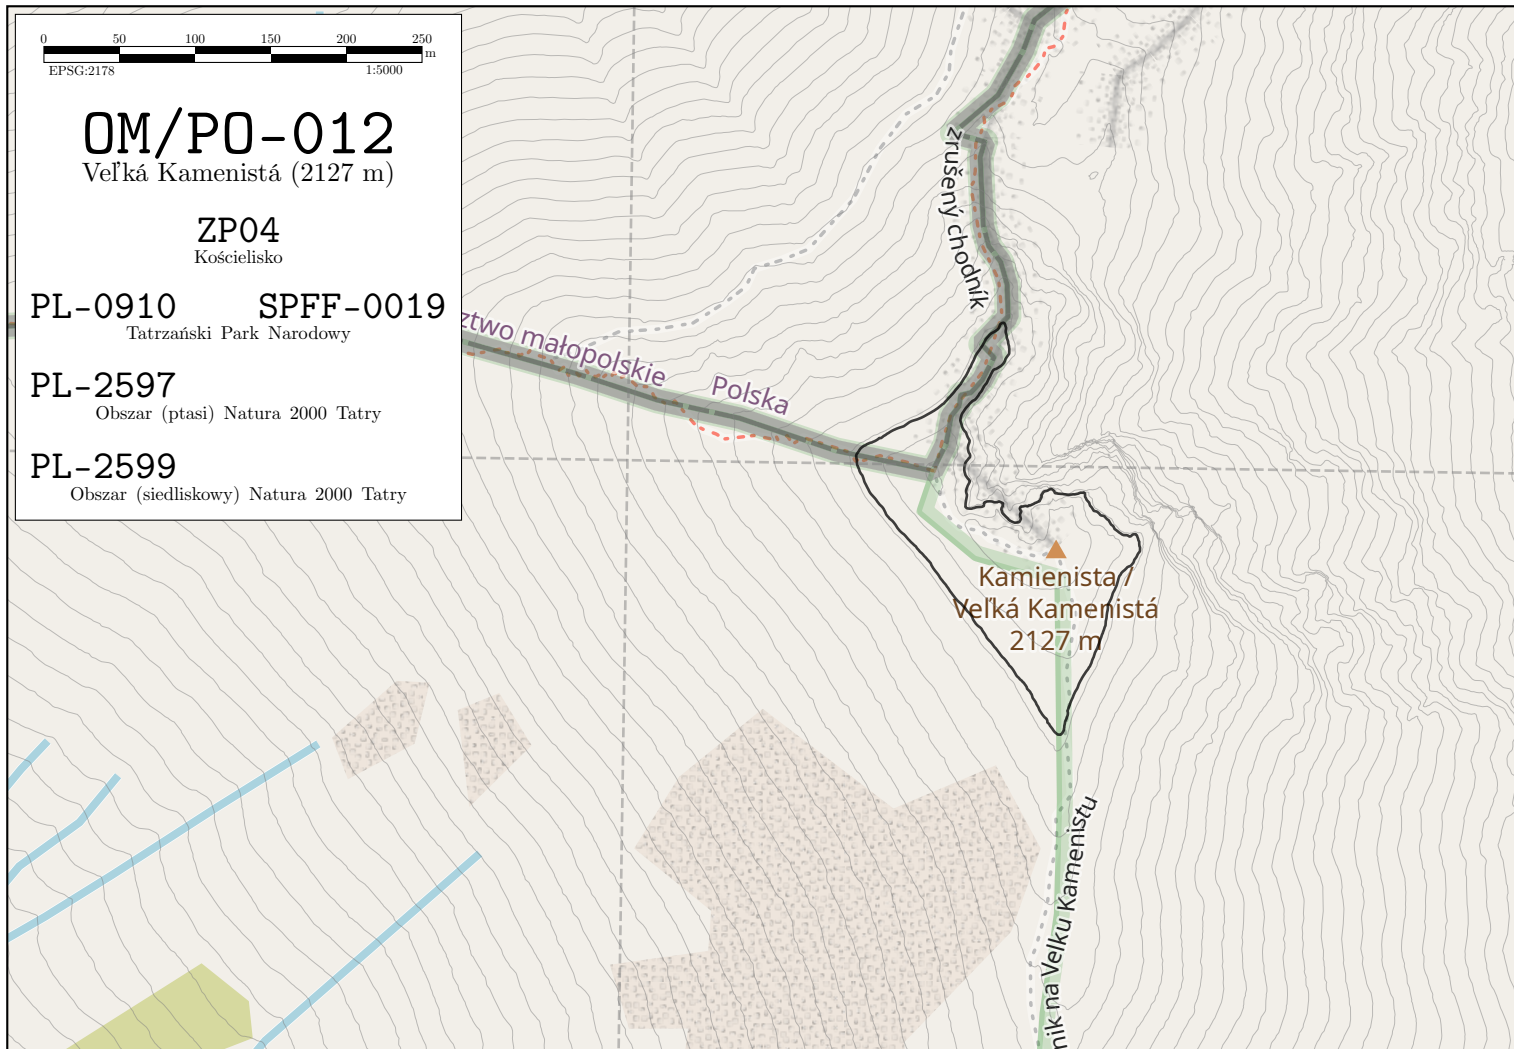 0 50 100 150 200 250
m
EPSG:2178 1:5000
OM/PO-012
Veľká Kamenistá (2127 m)
ZP04
Kościelisko
PL-0910 SPFF-0019
Tatrzański Park Narodowy
PL-2597
Obszar (ptasi) Natura 2000 Tatry
PL-2599
Obszar (siedliskowy) Natura 2000 Tatry
ztwo małopolskie
Polska
zrušený chodník
Kamienista /
Veľká Kamenistá
2127 m
nik na Velku Kamenistu